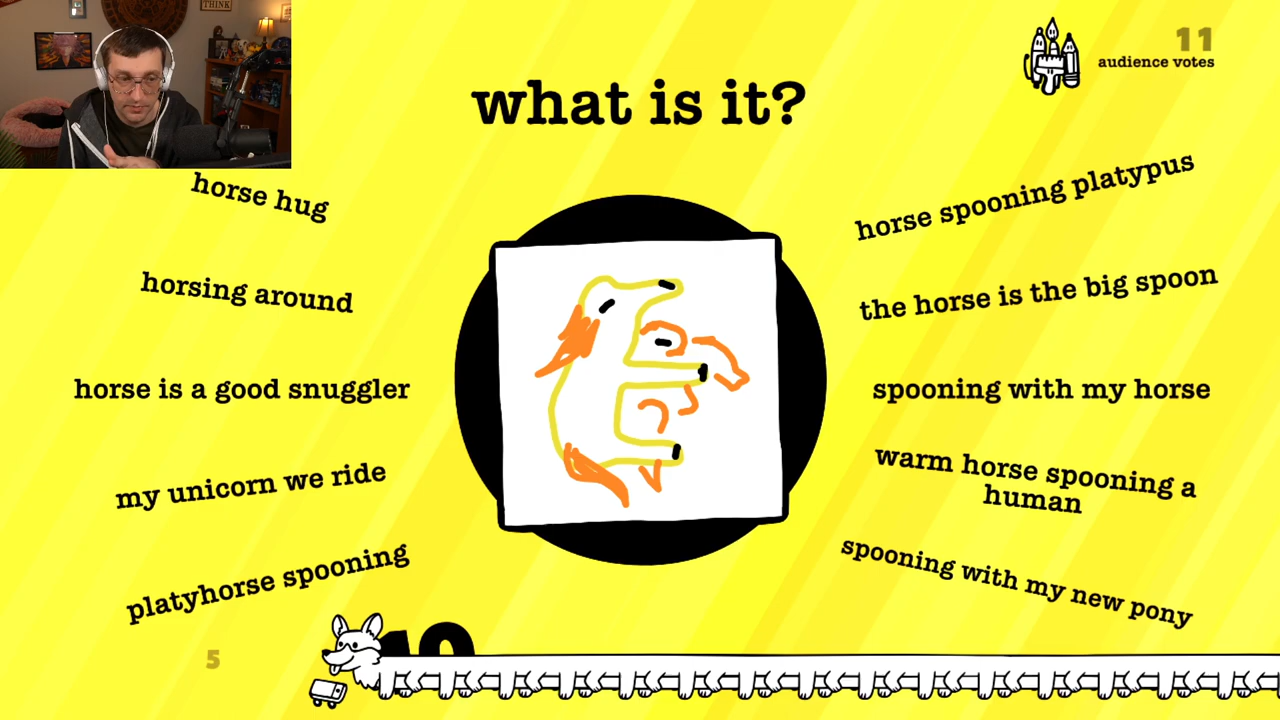 THINK
11
audience votes
what is it?
horse hug
horsing around
horse is a good snuggler
my unicorn we ride
platyhorse spooning
horse spooning platypus
the horse is the big spoon
spooning with my horse
warm horse spooning a
human
spooning with my new pony
5